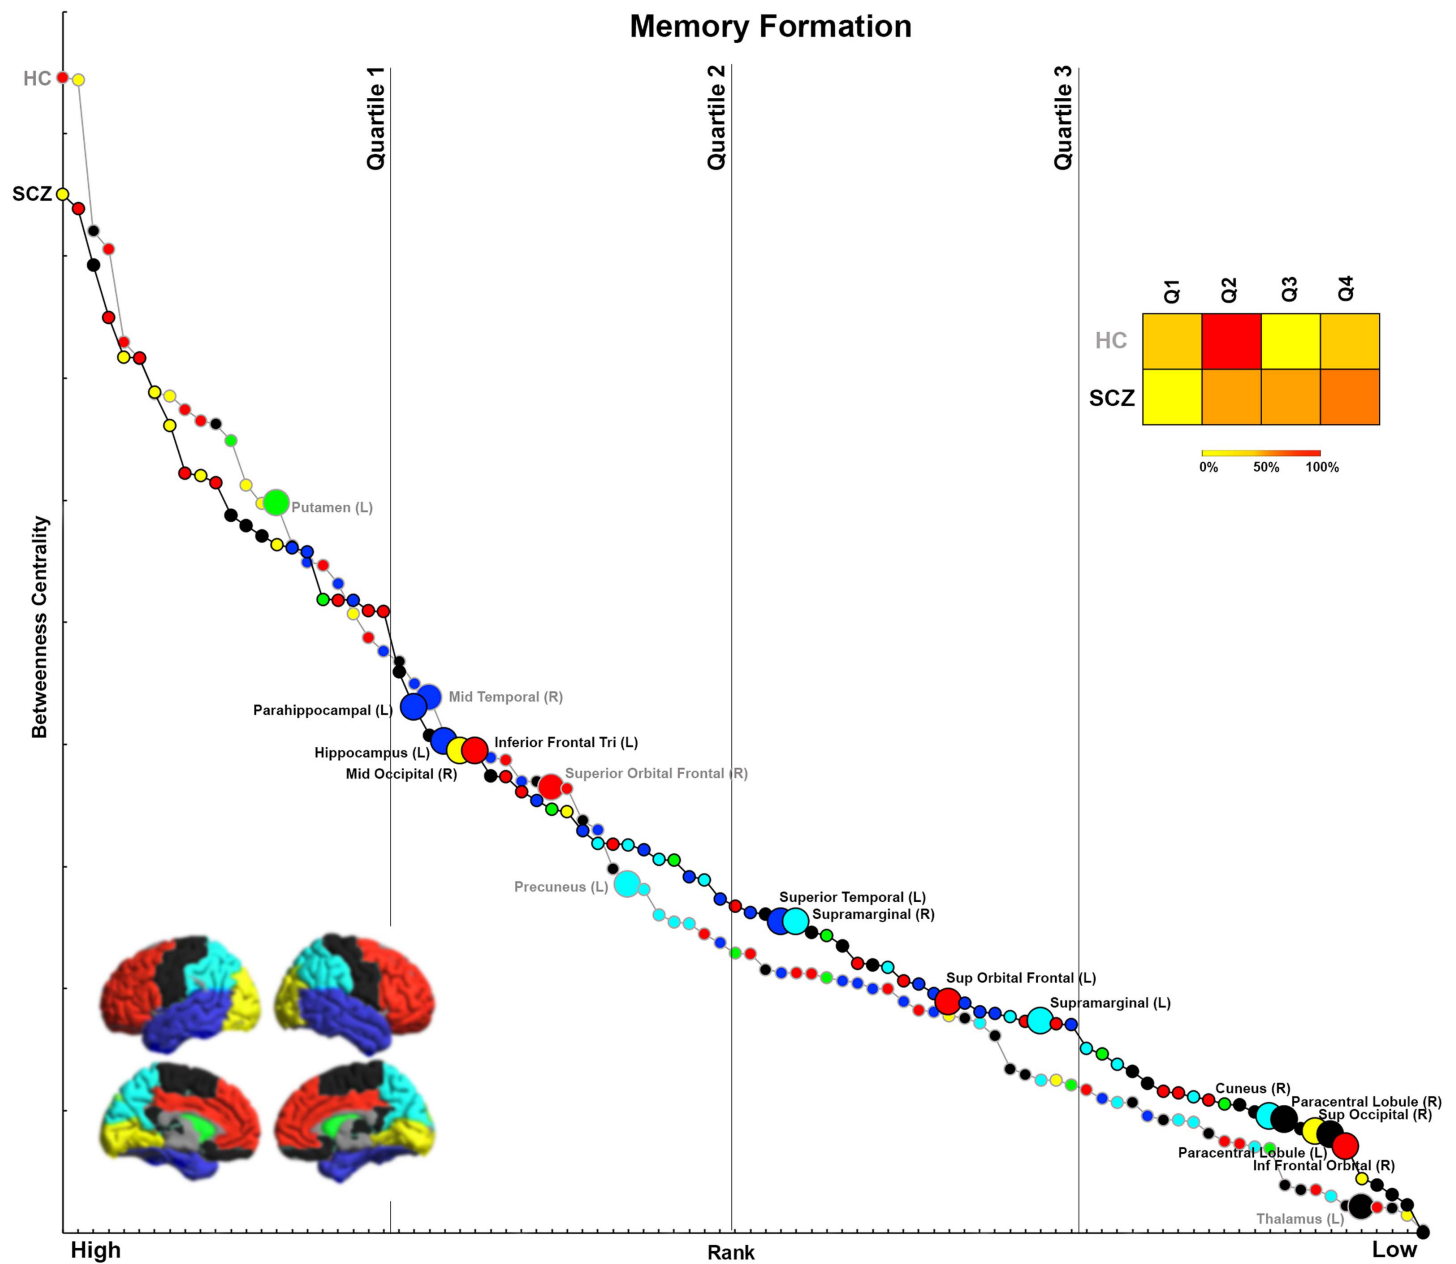 Memory Formation
HC
SCZ
Quartile 1
Quartile 2
Quartile 3
Q1 Q2 Q3 Q4
HC
SCZ
0% 50% 100%
Putamen (L)
Mid Temporal (R)
Parahippocampal (L)
Inferior Frontal Tri (L)
Hippocampus (L)
Mid Occipital (R)
Superior Orbital Frontal (R)
Precuneus (L)
Superior Temporal (L)
Supramarginal (R)
Sup Orbital Frontal (L)
Supramarginal (L)
Cuneus (R)
Paracentral Lobule (R)
Sup Occipital (R)
Paracentral Lobule (L)
Inf Frontal Orbital (R)
Thalamus (L)
Betweenness Centrality
High Rank Low